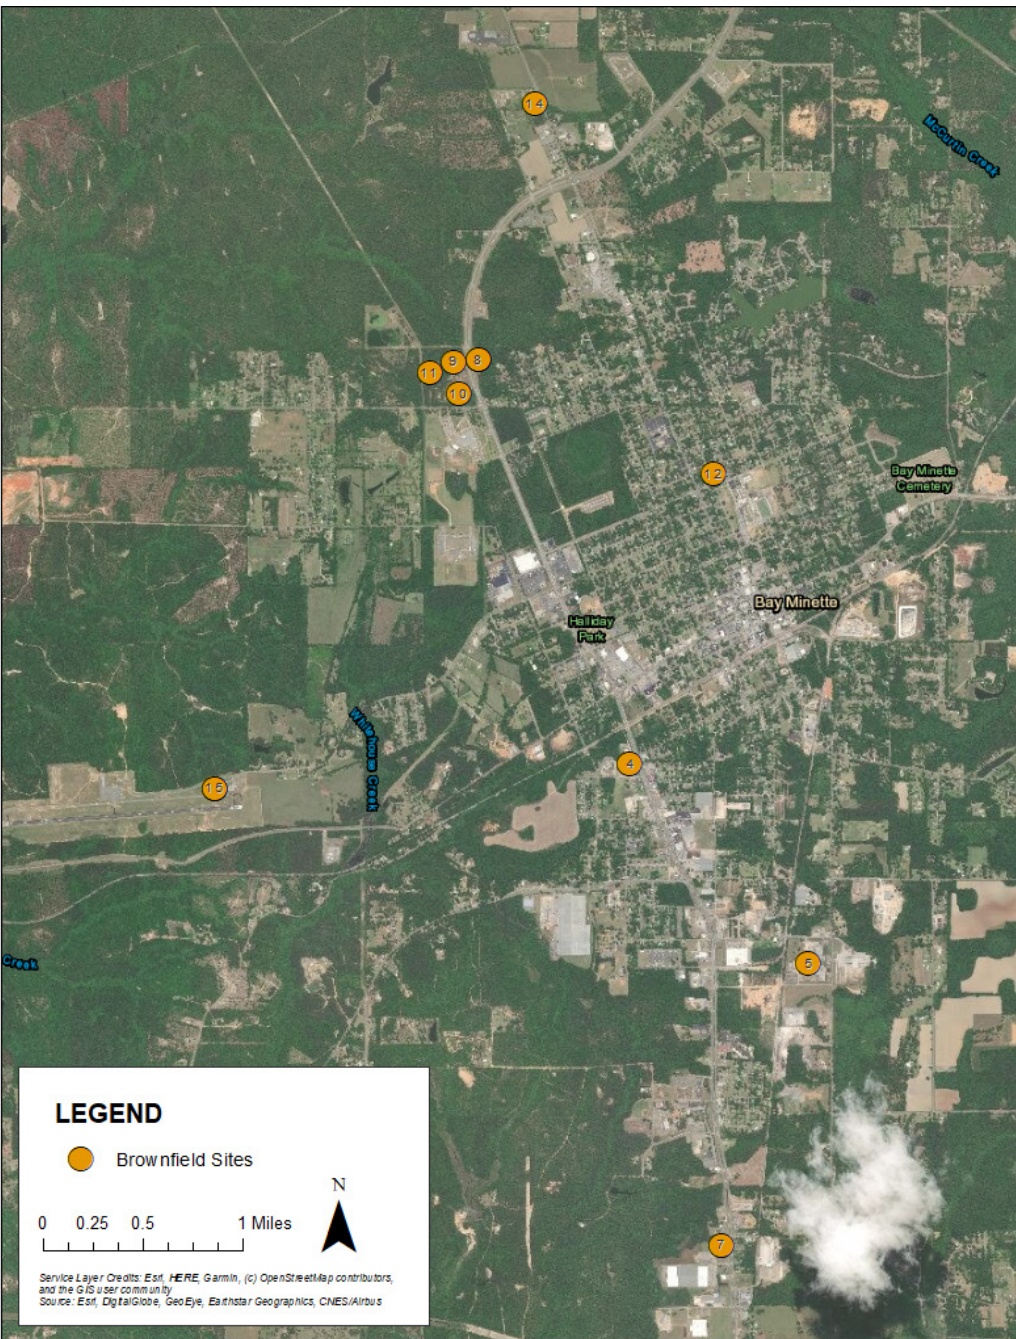 McCurtin Creek
14
9
8
11
10
12
Bay Minette
Cemetery
Bay Minette
Halliday
Park
Whitehouse Creek
4
15
5
Creek
LEGEND
Brownfield Sites
N
0 0.25 0.5 1 Miles
7
Service Layer Credits: Esri, HERE, Garmin, (c) OpenStreetMap contributors,
and the GIS user community
Source: Esri, DigitalGlobe, GeoEye, Earthstar Geographics, CNES/Airbus